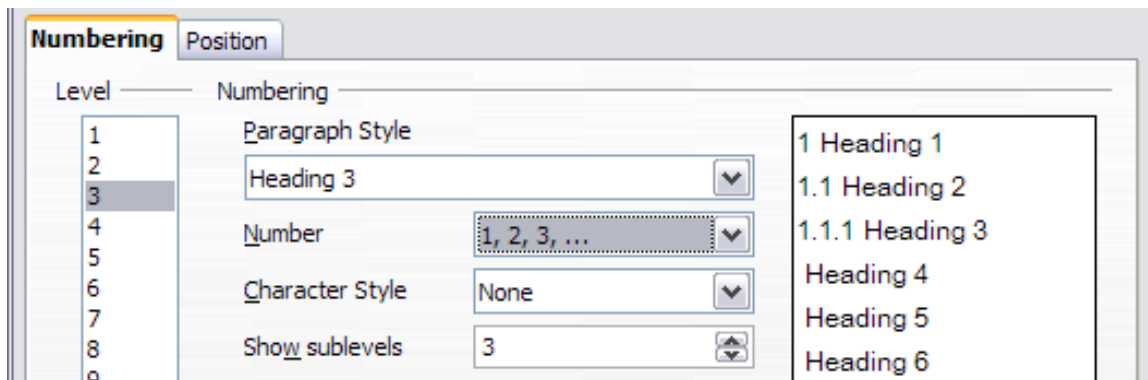 Numbering Position
Level Numbering
1
2
3
4
5
6
7
8
9
Paragraph Style
Heading 3
Number 1, 2, 3, ...
Character Style None
Show sublevels 3
1 Heading 1
1.1 Heading 2
1.1.1 Heading 3
Heading 4
Heading 5
Heading 6